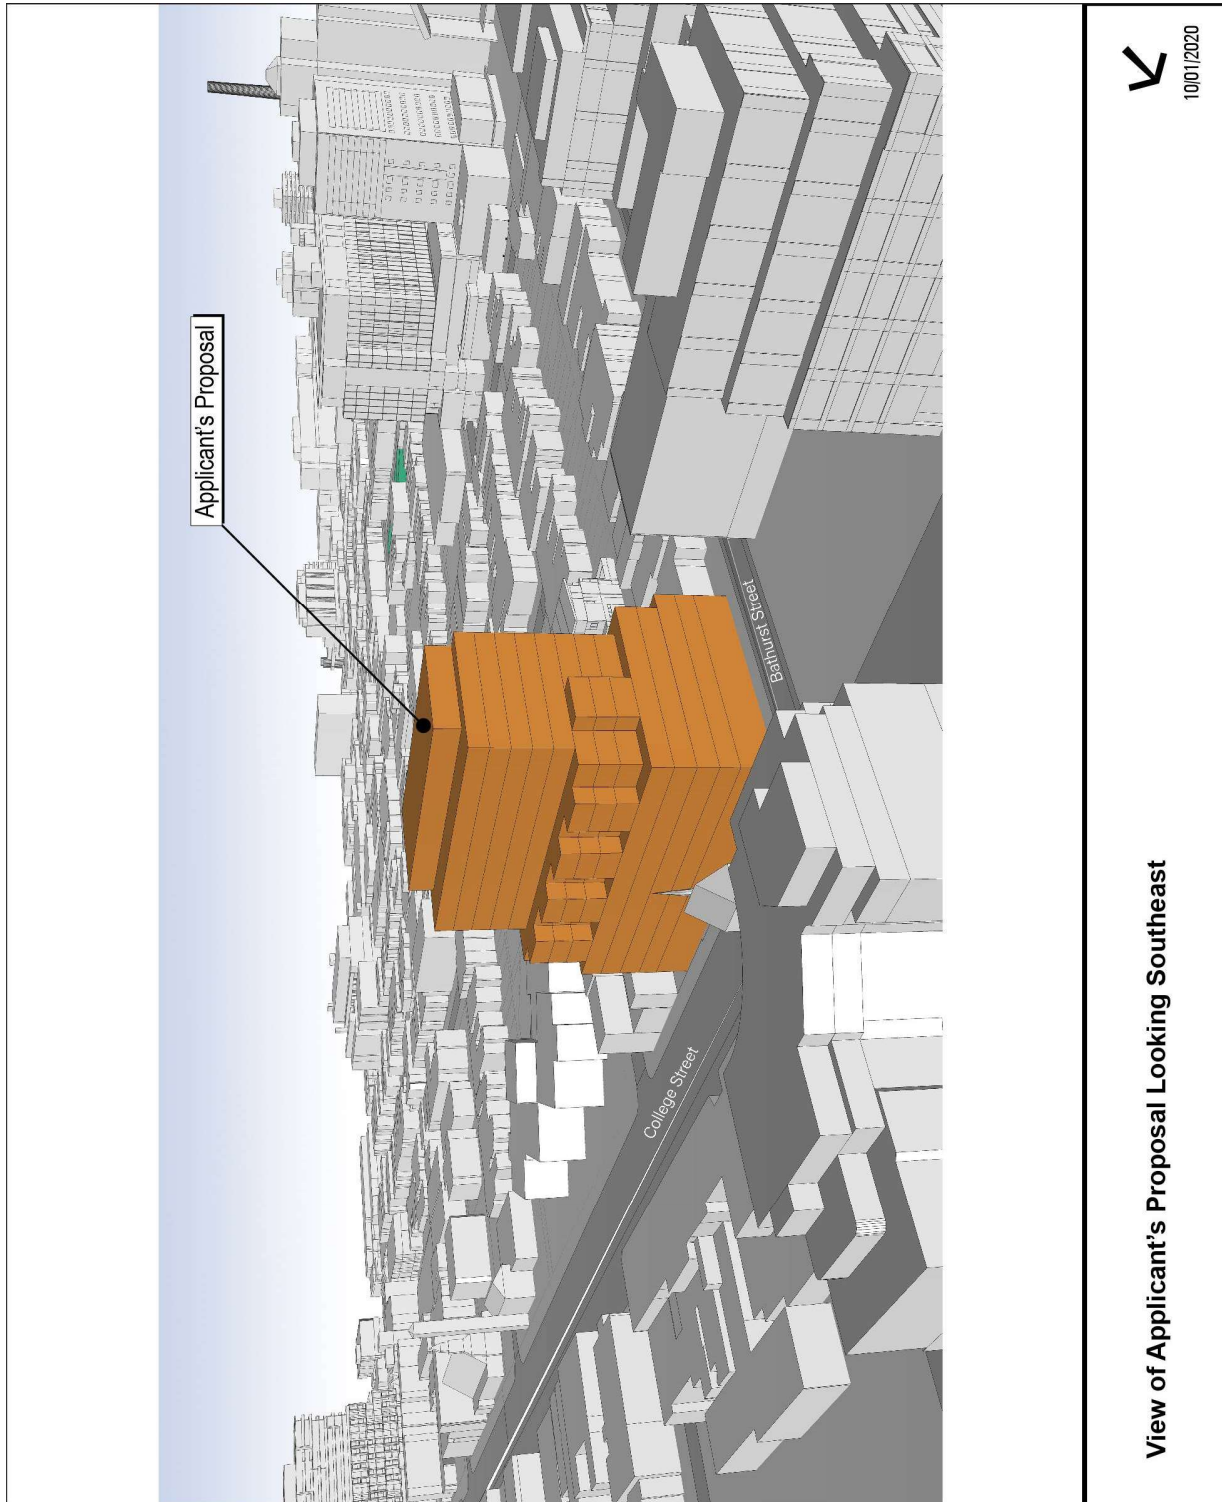 Applicant's Proposal
College Street
Bathurst Street
View of Applicant's Proposal Looking Southeast
10/01/2020